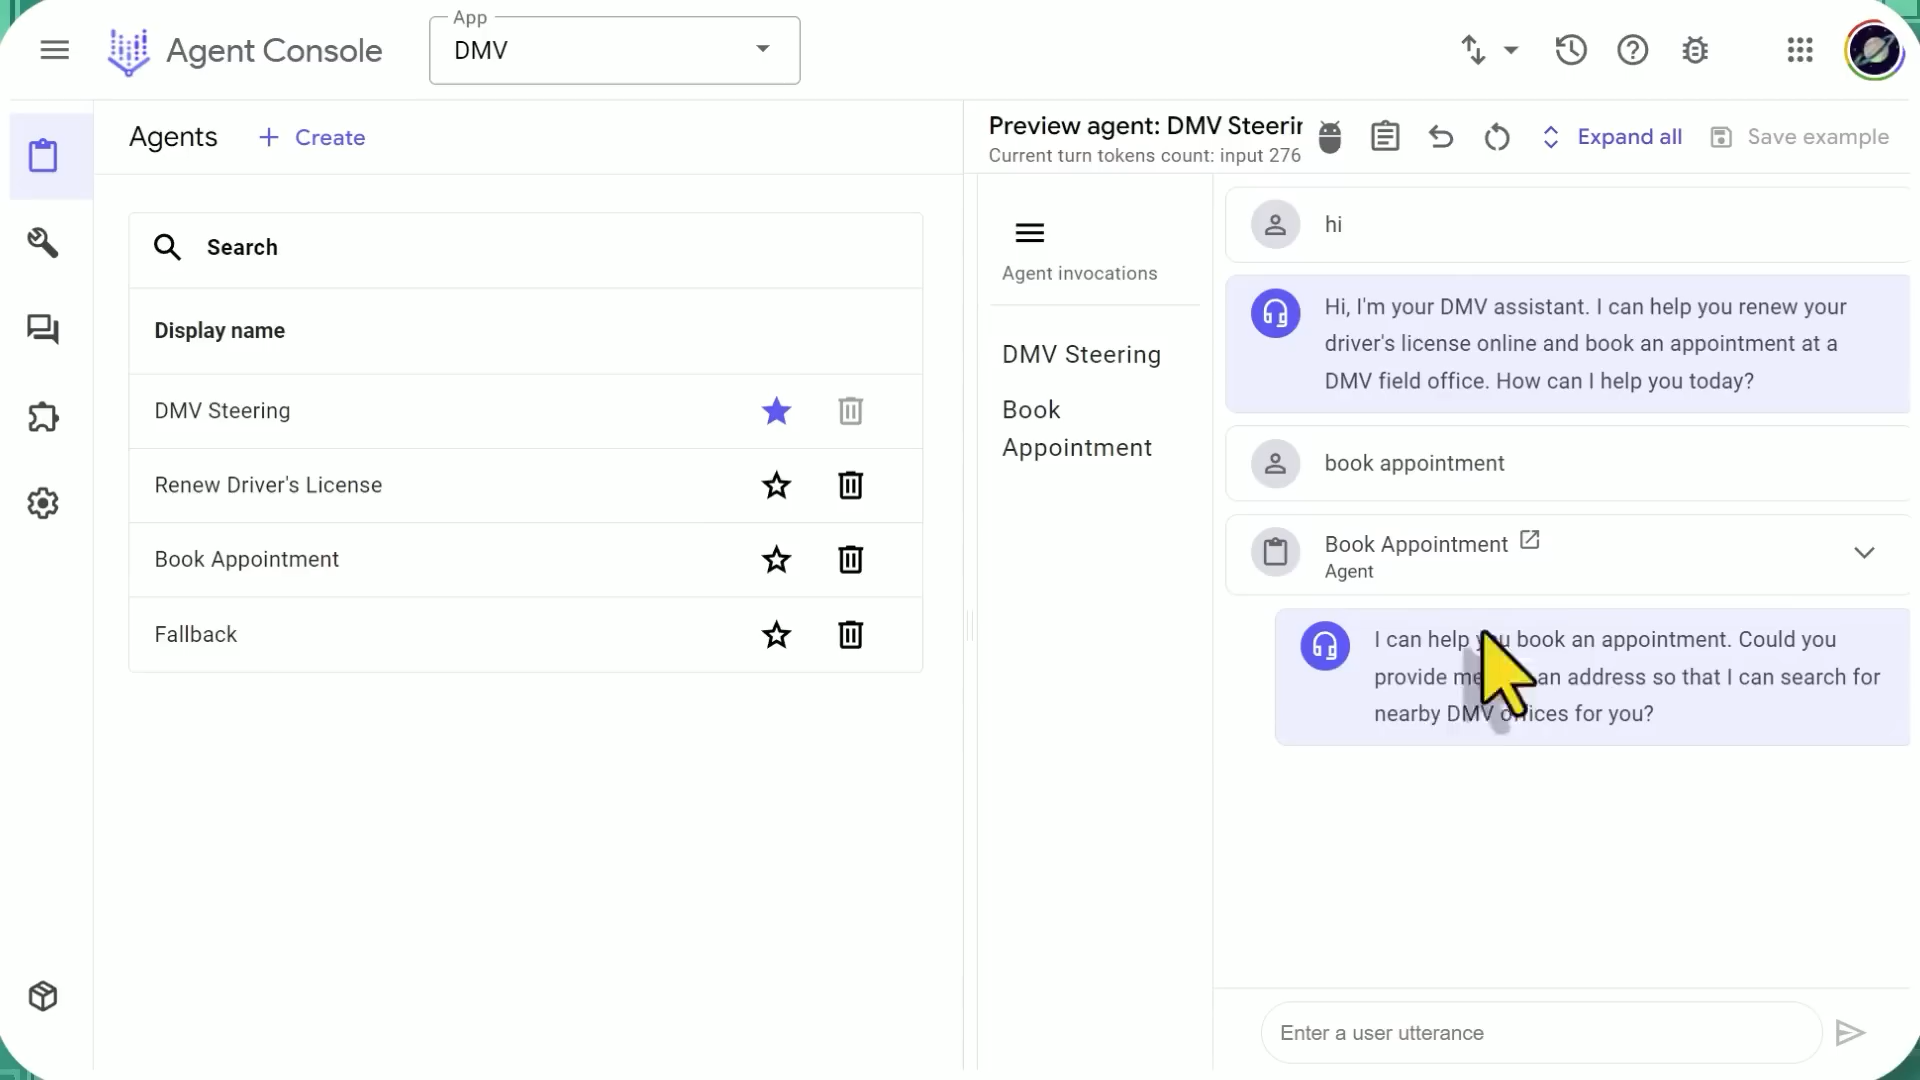 App
Agent Console
DMV
Agents
Create
Search
Display name
DMV Steering
Renew Driver's License
Book Appointment
Fallback
Preview agent: DMV Steerir
Current turn tokens count: input 276
Expand all
Save example
Agent invocations
DMV Steering
Book
Appointment
hi
Hi, I'm your DMV assistant. I can help you renew your
driver's license online and book an appointment at a
DMV field office. How can I help you today?
book appointment
Book Appointment
Agent
I can help you book an appointment. Could you
provide me an address so that I can search for
nearby DMV offices for you?
Enter a user utterance